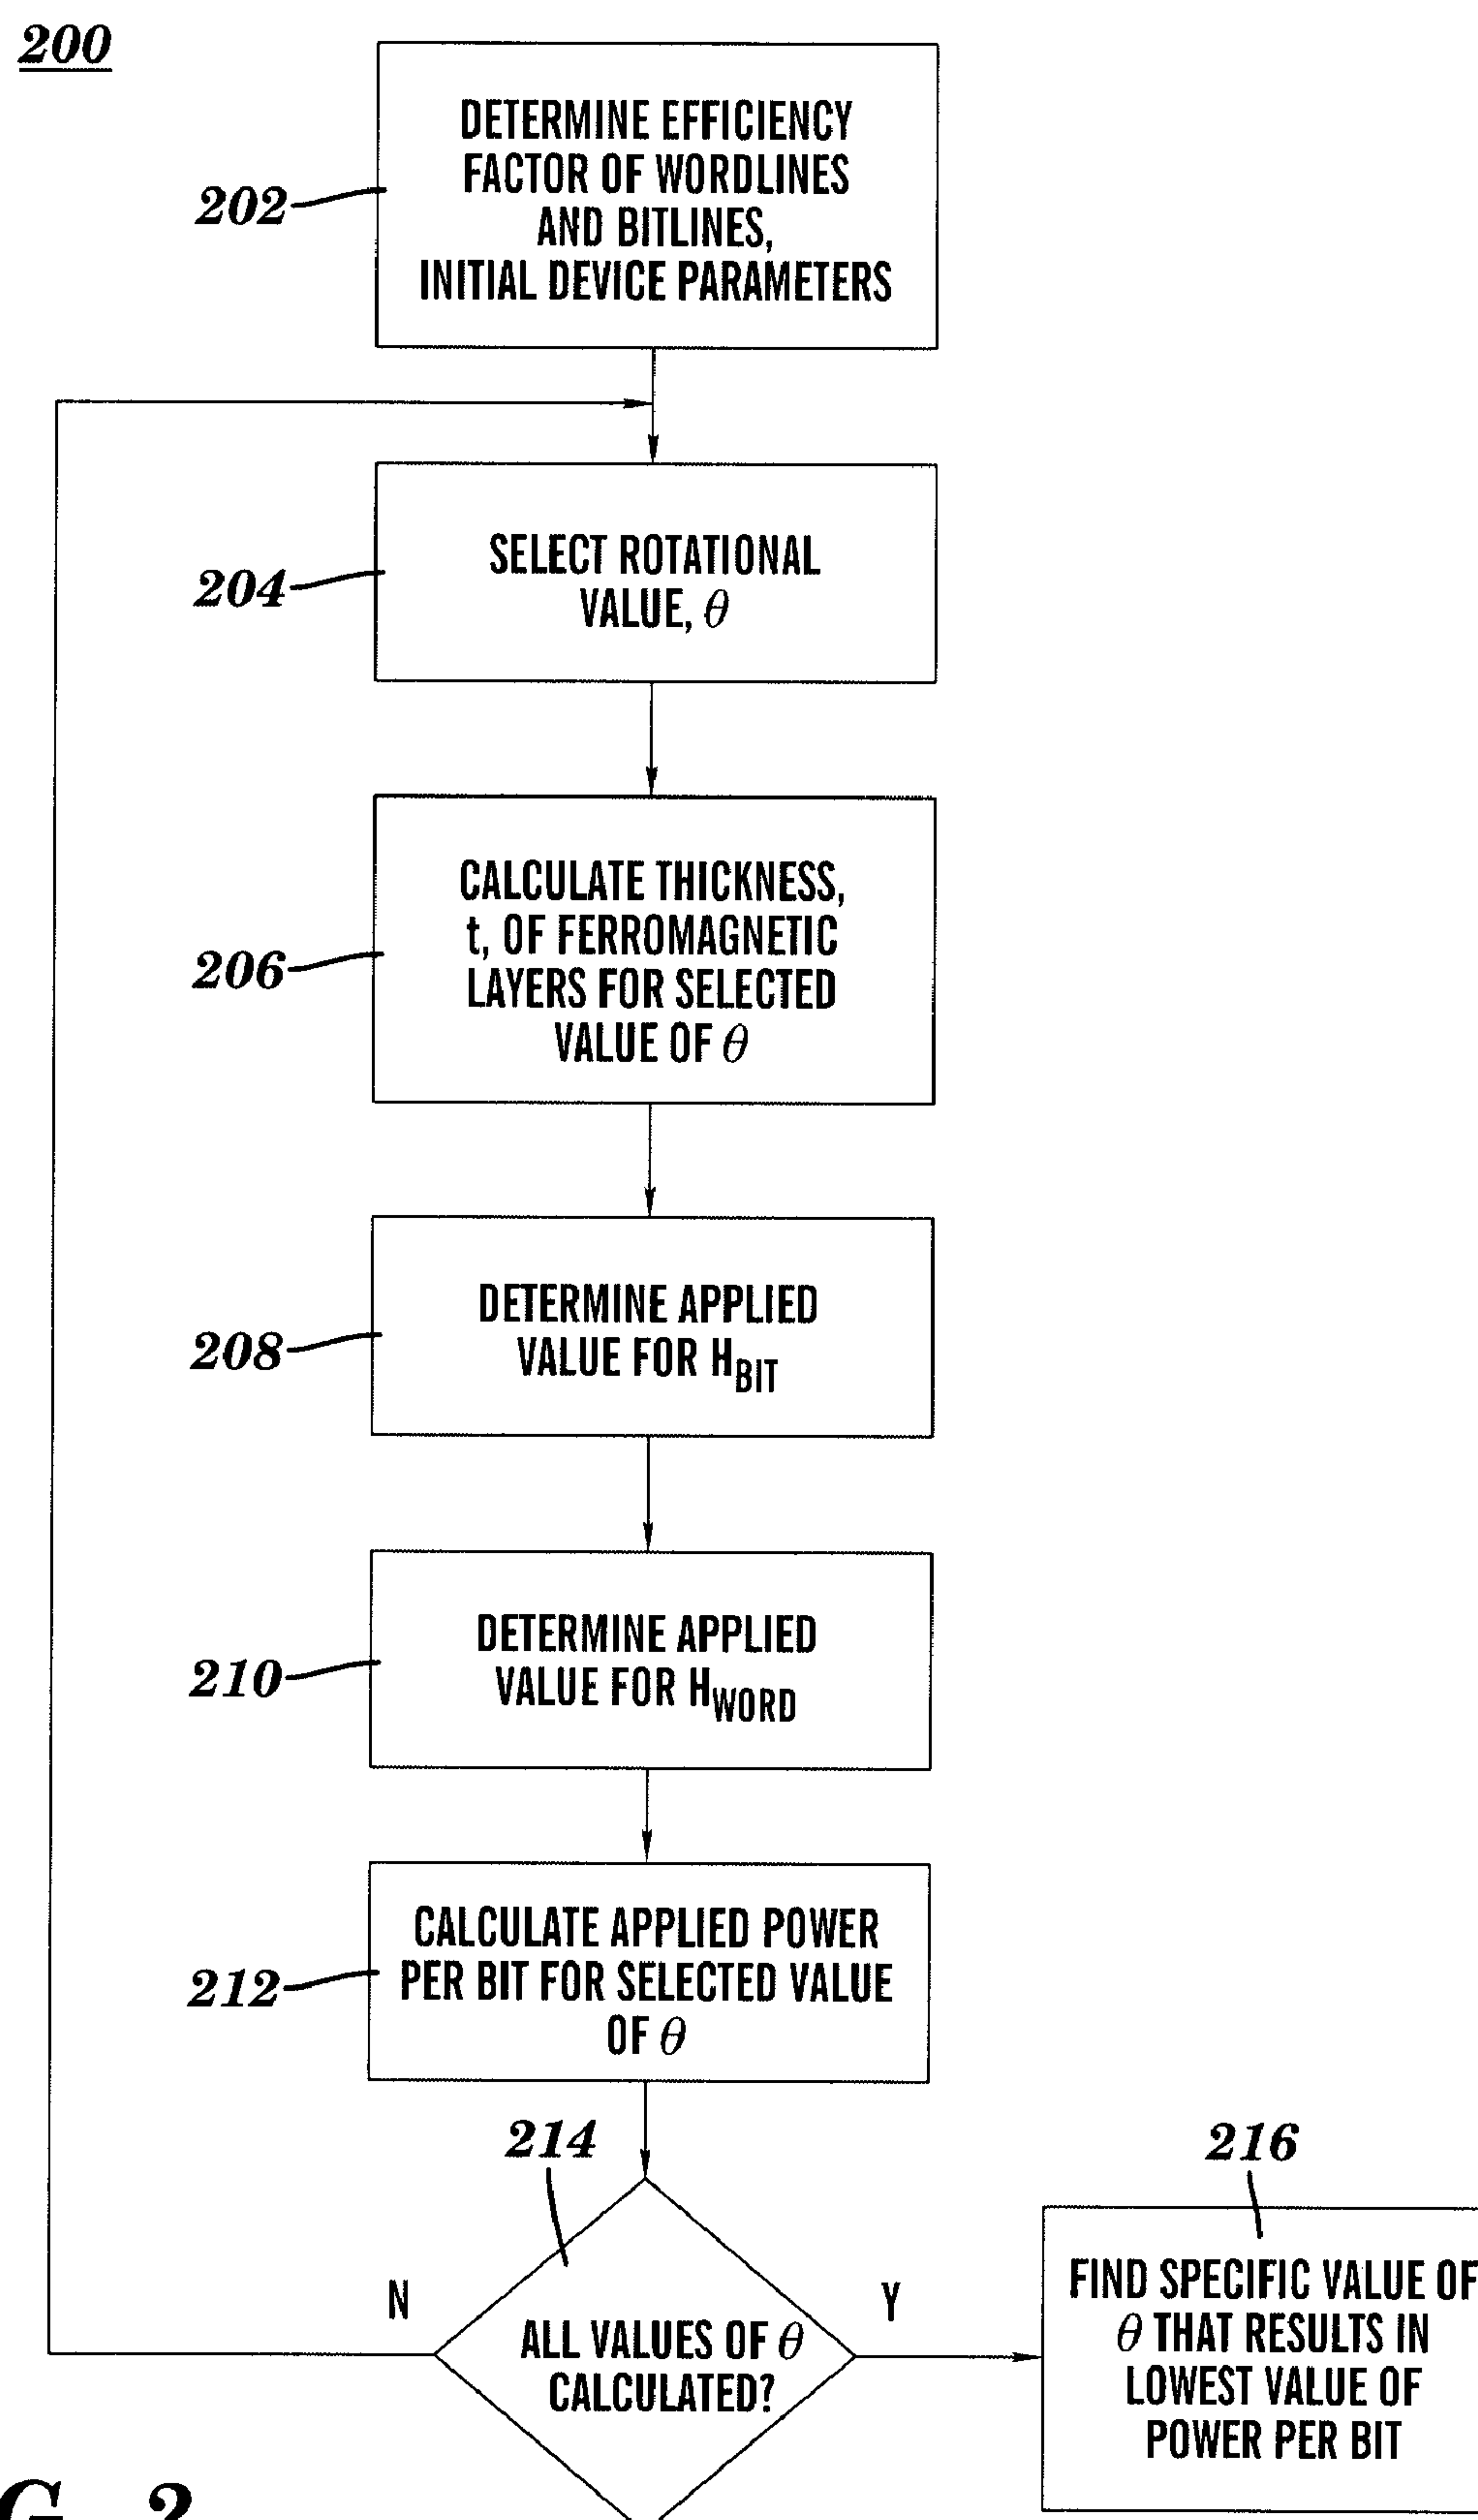 200
202
DETERMINE EFFICIENCY
FACTOR OF WORDLINES
AND BITLINES,
INITIAL DEVICE PARAMETERS
204
SELECT ROTATIONAL
VALUE, θ
206
CALCULATE THICKNESS,
t, OF FERROMAGNETIC
LAYERS FOR SELECTED
VALUE OF θ
208
DETERMINE APPLIED
VALUE FOR H_BIT
210
DETERMINE APPLIED
VALUE FOR H_WORD
212
CALCULATE APPLIED POWER
PER BIT FOR SELECTED VALUE
OF θ
214
N
Y
ALL VALUES OF θ
CALCULATED?
216
FIND SPECIFIC VALUE OF
θ THAT RESULTS IN
LOWEST VALUE OF
POWER PER BIT